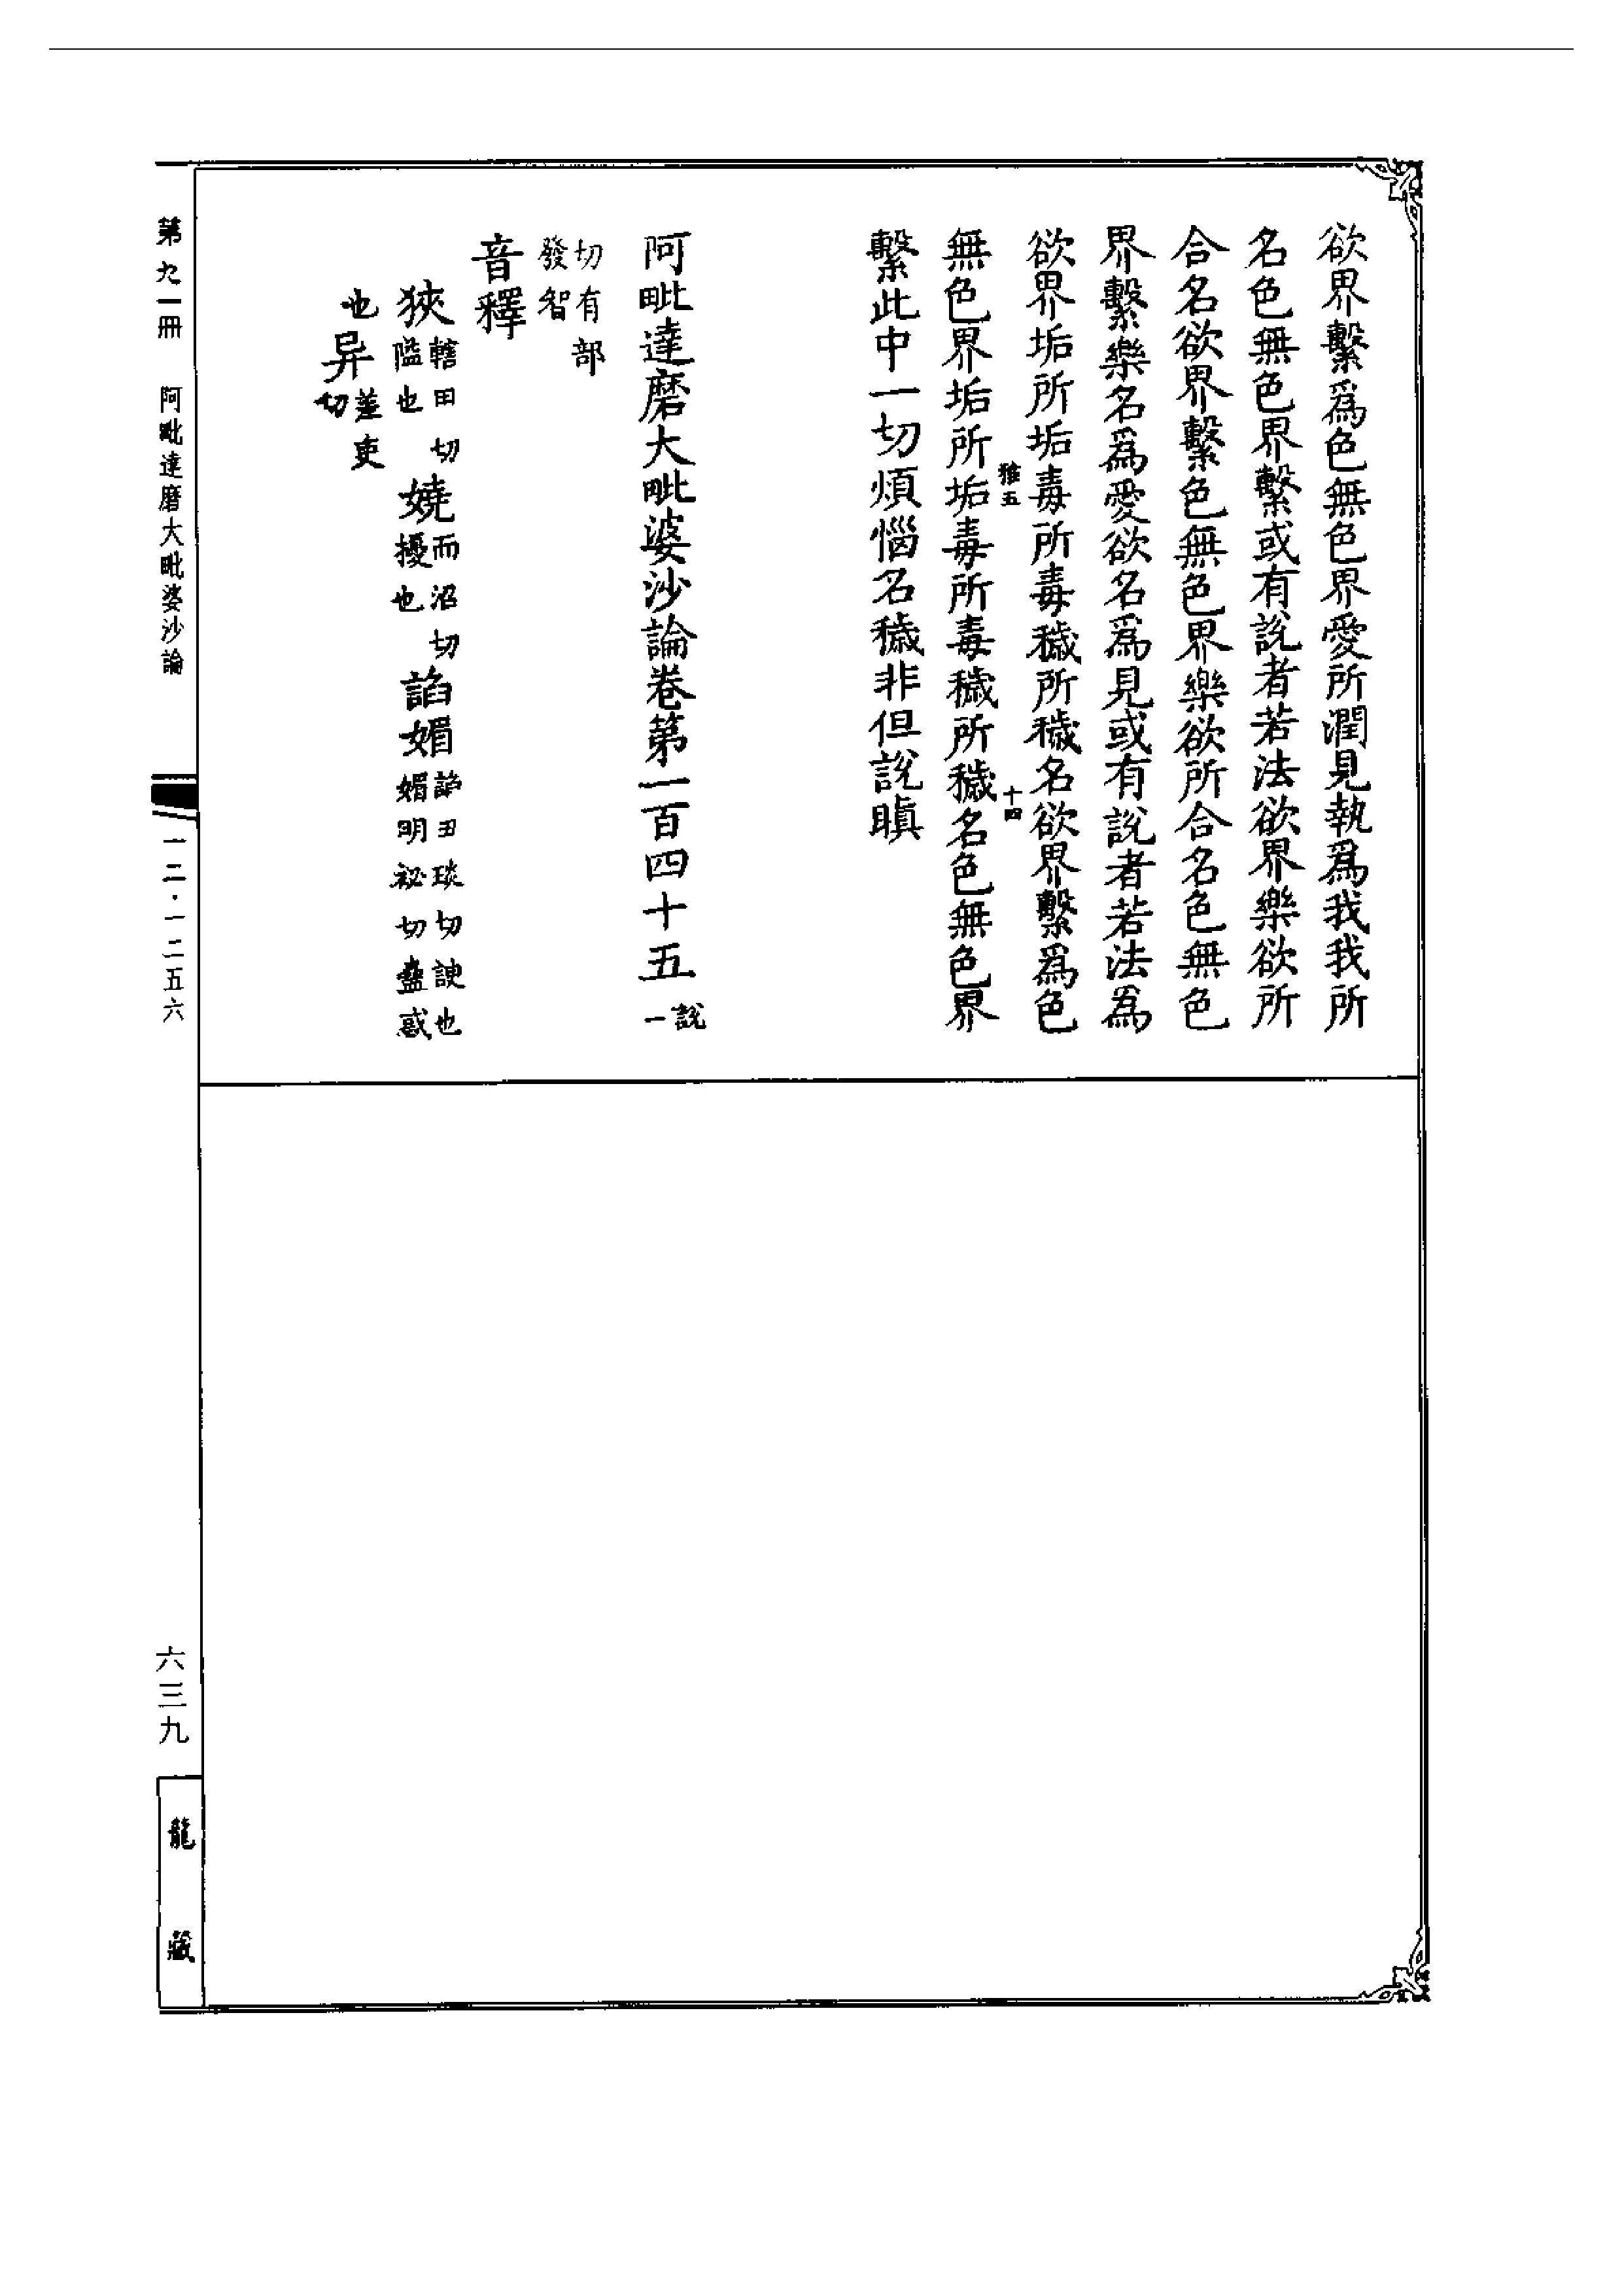 欲界繫爲色無色界愛所潤見執爲我我所
名色無色界繫或有說者若法欲界樂欲所
合名欲界繫色無色界樂欲所合名色無色
界繫樂名爲愛欲名爲見或有說者若法爲
欲界垢所垢毒所毒穢所穢名欲界繫爲色
雅五
十四
無色界垢所垢毒所毒穢所穢名色無色界
繫此中一切煩惱名穢非但說瞋
阿毗達磨大毗婆沙論卷第一百四十五 說一
切有部
發智
音釋
狹 轄甲切 隘也 嬈 而沼切 擾也 諂媚 諂丑琰切 諛也 媚明祕切 蠱惑
也 异 羞吏 切
第九一冊 阿毗達磨大毗婆沙論
一二·一二五六
六三九
龍藏